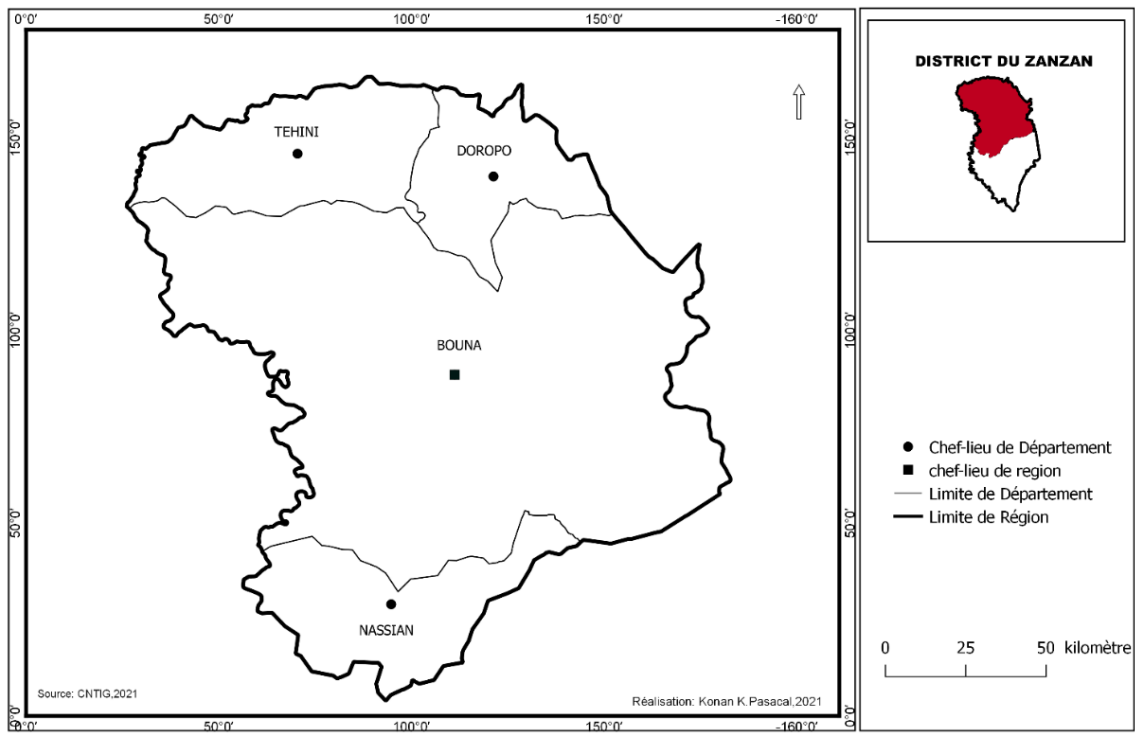 0°0' 50°0' 100°0' 150°0' -160°0'
150°0' 150°0'
100°0' 100°0'
50°0' 50°0'
0°0' 0°0'
TEHINI
DOROPO
BOUNA
NASSIAN
Source: CNTIG,2021
Réalisation: Konan K.Pasacal,2021
0°0' 50°0' 100°0' 150°0' -160°0'
DISTRICT DU ZANZAN
Chef-lieu de Département
chef-lieu de region
Limite de Département
Limite de Région
0 25 50 kilomètre